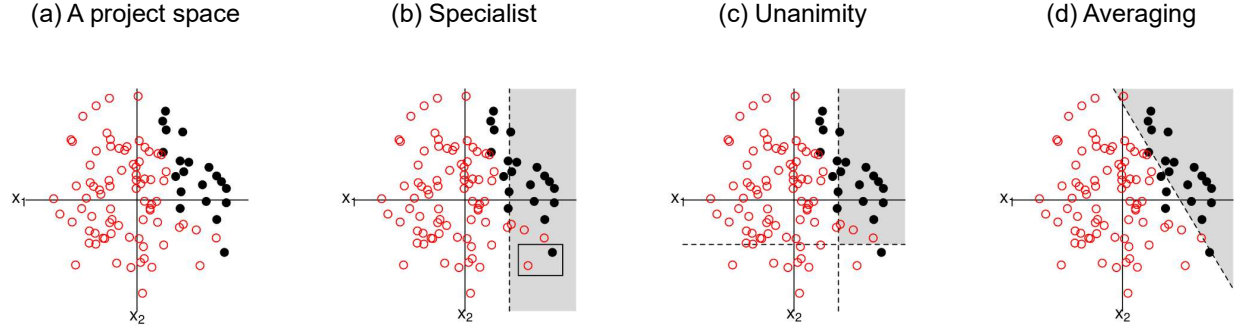 (a) A project space
(b) Specialist
(c) Unanimity
(d) Averaging
x1
x2
x1
x2
x1
x2
x1
x2